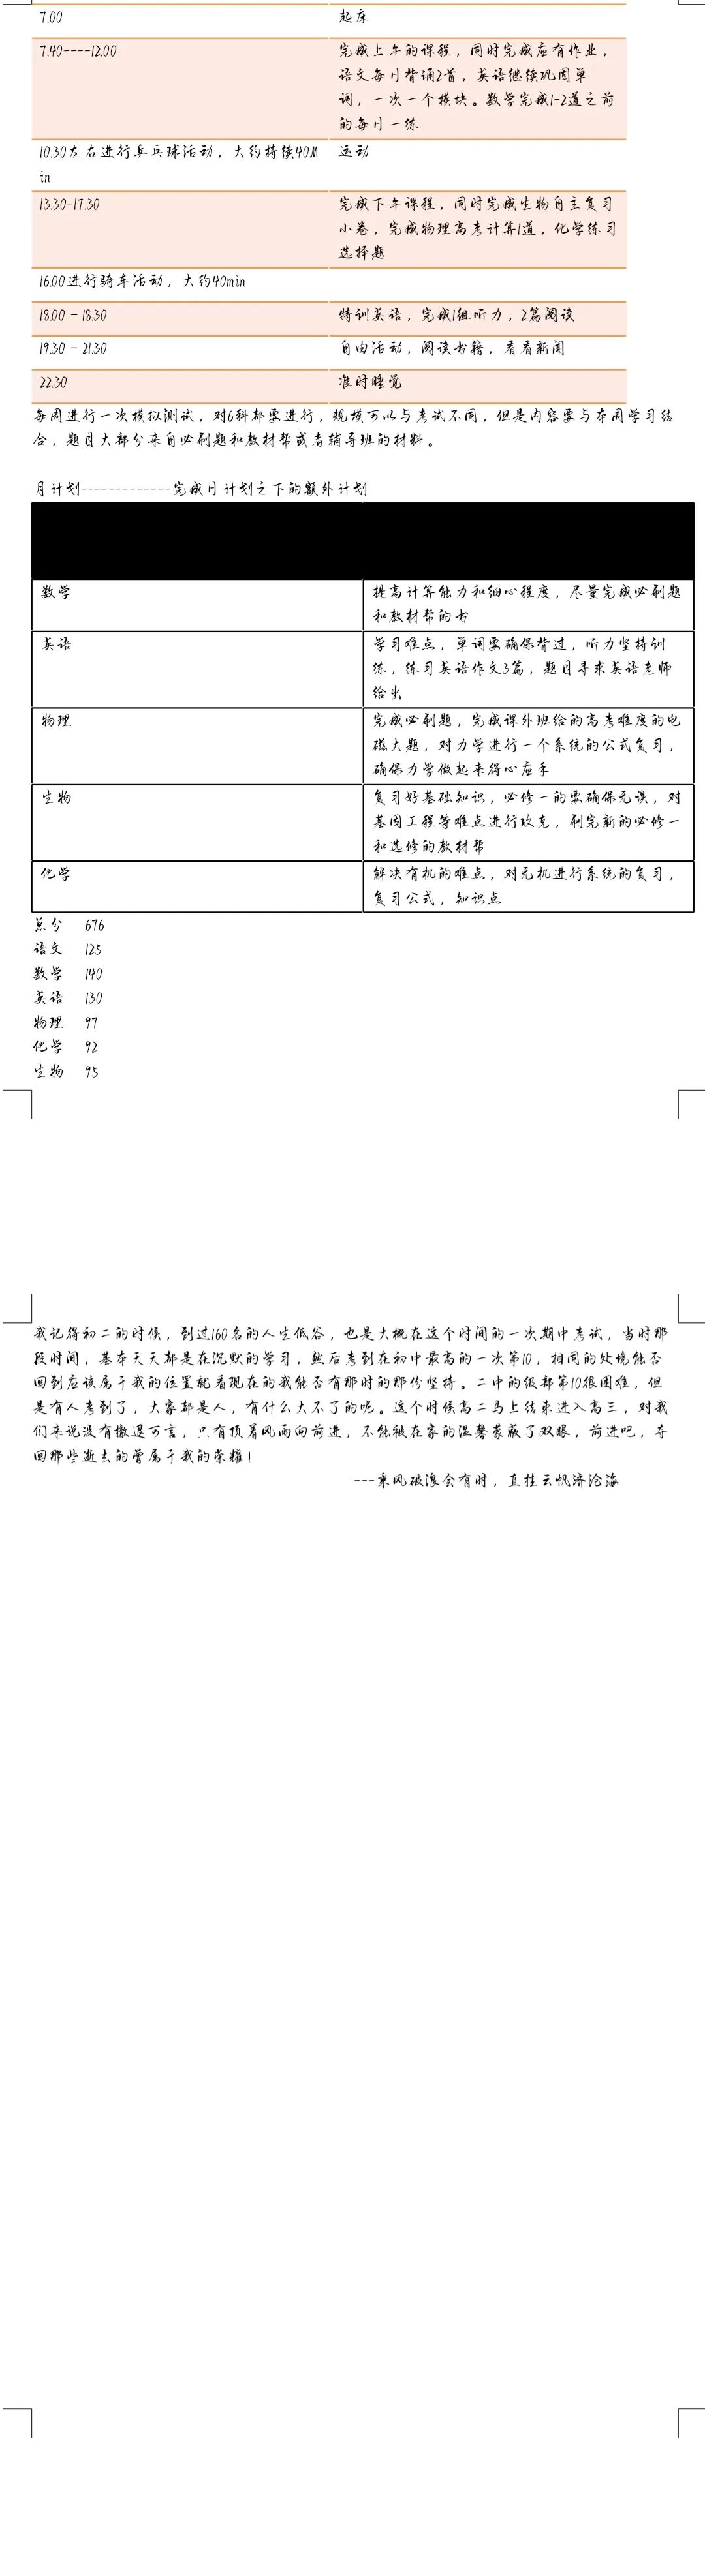 7.00 起床
7.40----12.00 完成上午的课程，同时完成应有作业，
语文每日背诵2首，英语继续巩固单
词，一次一个模块。数学完成1-2道之前
的每日一练
10.30左右进行乒乓球活动，大约持续40M 运动
in
13.30-17.30 完成下午课程，同时完成生物自主复习
小卷，完成物理高考计算1道，化学练习
选择题
16.00进行骑车活动，大约40min
18.00 - 18.30 特训英语，完成1组听力，2篇阅读
19.30 - 21.30 自由活动，阅读书籍，看看新闻
22.30 准时睡觉
每周进行一次模拟测试，对6科都要进行，规模可以与考试不同，但是内容要与本周学习结
合，题目大部分来自必刷题和教材帮或者辅导班的材料。
月计划-------------完成日计划之下的额外计划
数学 提高计算能力和细心程度，尽量完成必刷题
和教材帮的书
英语 学习难点，单词要确保背过，听力坚持训
练，练习英语作文3篇，题目寻求英语老师
给出
物理 完成必刷题，完成课外班给的高考难度的电
磁大题，对力学进行一个系统的公式复习，
确保力学做起来得心应手
生物 复习好基础知识，必修一的要确保无误，对
基因工程等难点进行攻克，刷完新的必修一
和选修的教材帮
化学 解决有机的难点，对无机进行系统的复习，
复习公式，知识点
总分 676
语文 125
数学 140
英语 130
物理 97
化学 92
生物 95
我记得初二的时候，到过160名的人生低谷，也是大概在这个时间的一次期中考试，当时那
段时间，基本天天都是在沉默的学习，然后考到在初中最高的一次第10，相同的处境能否
回到应该属于我的位置就看现在的我能否有那时的那份坚持。二中的级部第10很困难，但
是有人考到了，大家都是人，有什么大不了的呢。这个时候高二马上结束进入高三，对我
们来说没有撤退可言，只有顶着风雨向前进，不能被在家的温馨蒙蔽了双眼，前进吧，夺
回那些逝去的曾属于我的荣耀！
---乘风破浪会有时，直挂云帆济沧海